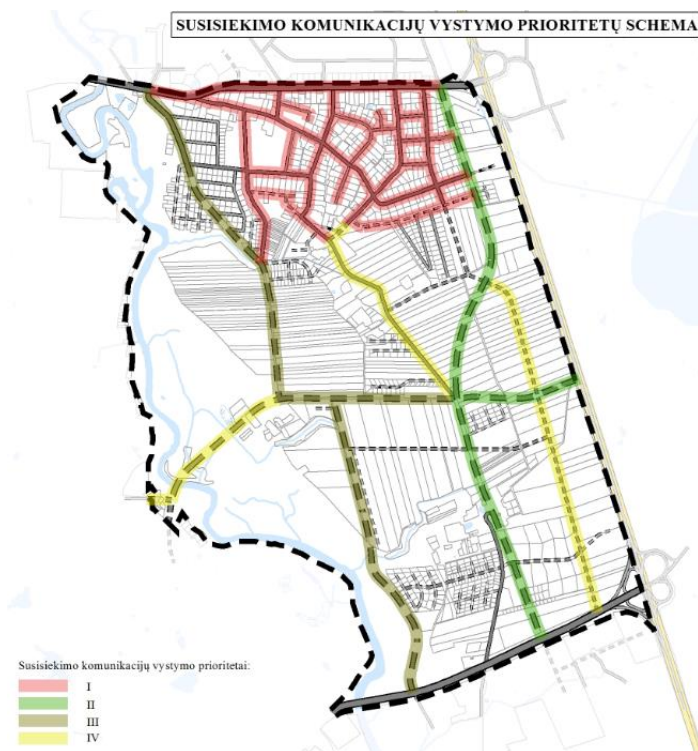 SUSISIEKIMO KOMUNIKACIJŲ VYSTYMO PRIORITETŲ SCHEMA
Susisiekimo komunikacijų vystymo prioritetai:
I
II
III
IV